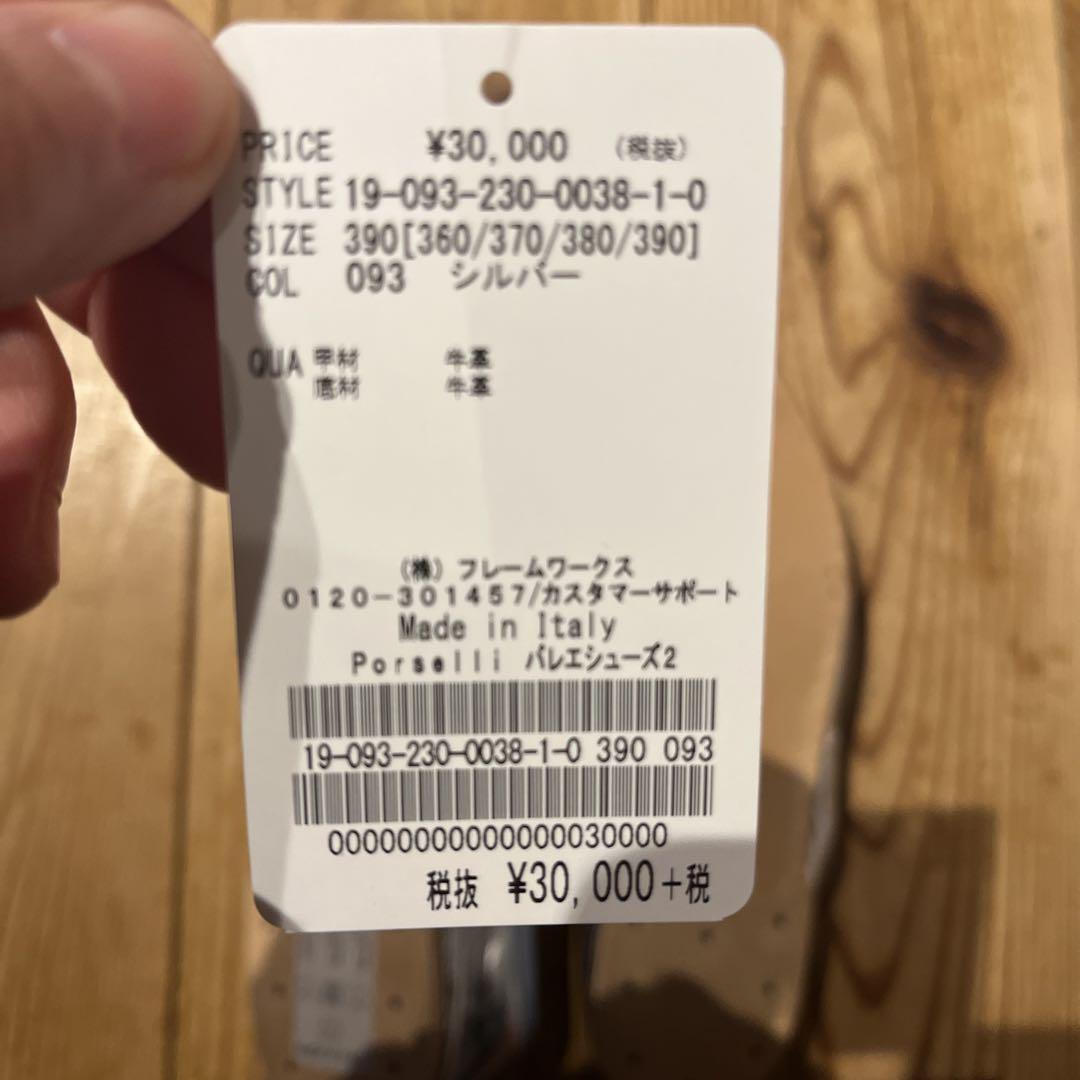 PRICE ¥30,000 (税抜)
STYLE 19-093-230-0038-1-0
SIZE 390[360/370/380/390]
COL 093 シルバー
QUA 甲材 牛革
底材 牛革
(株) フレームワークス
0120-301457/カスタマーサポート
Made in Italy
Porselli バレエシューズ2
19-093-230-0038-1-0 390 093
00000000000000030000
税抜 ¥30,000+税